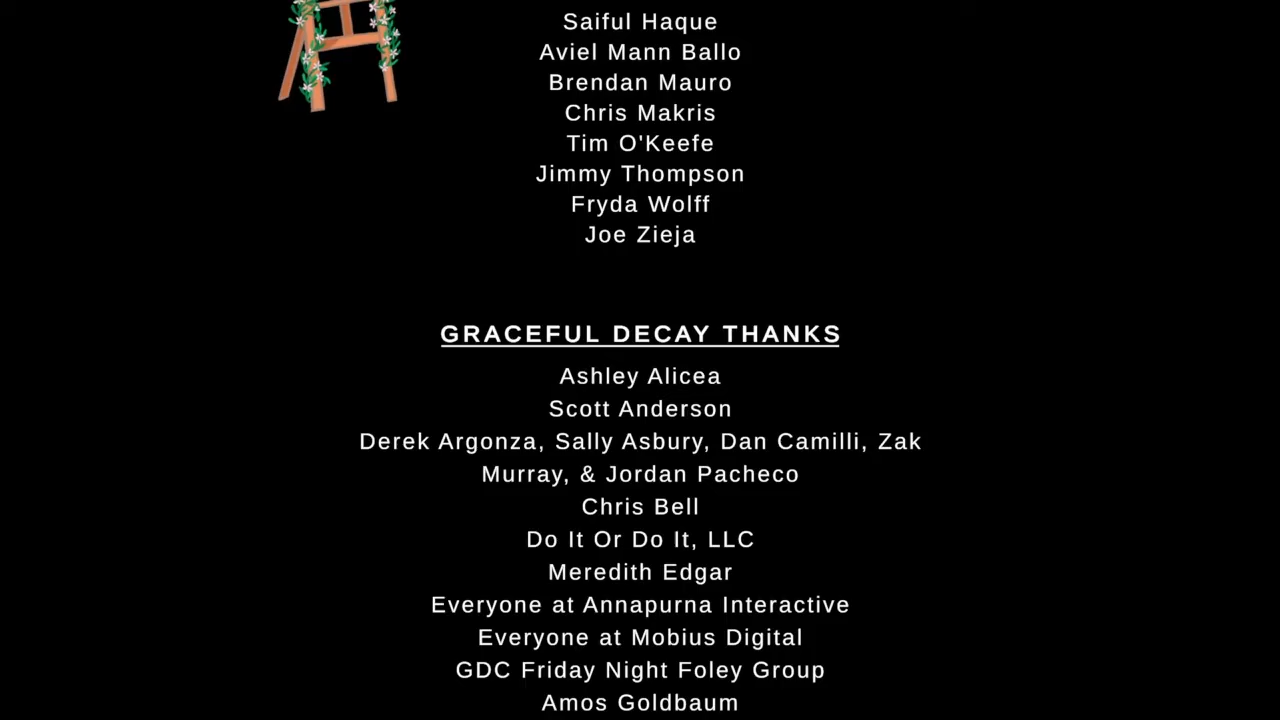 Saiful Haque
Aviel Mann Ballo
Brendan Mauro
Chris Makris
Tim O'Keefe
Jimmy Thompson
Fryda Wolff
Joe Zieja
GRACEFUL DECAY THANKS
Ashley Alicea
Scott Anderson
Derek Argonza, Sally Asbury, Dan Camilli, Zak
Murray, & Jordan Pacheco
Chris Bell
Do It Or Do It, LLC
Meredith Edgar
Everyone at Annapurna Interactive
Everyone at Mobius Digital
GDC Friday Night Foley Group
Amos Goldbaum